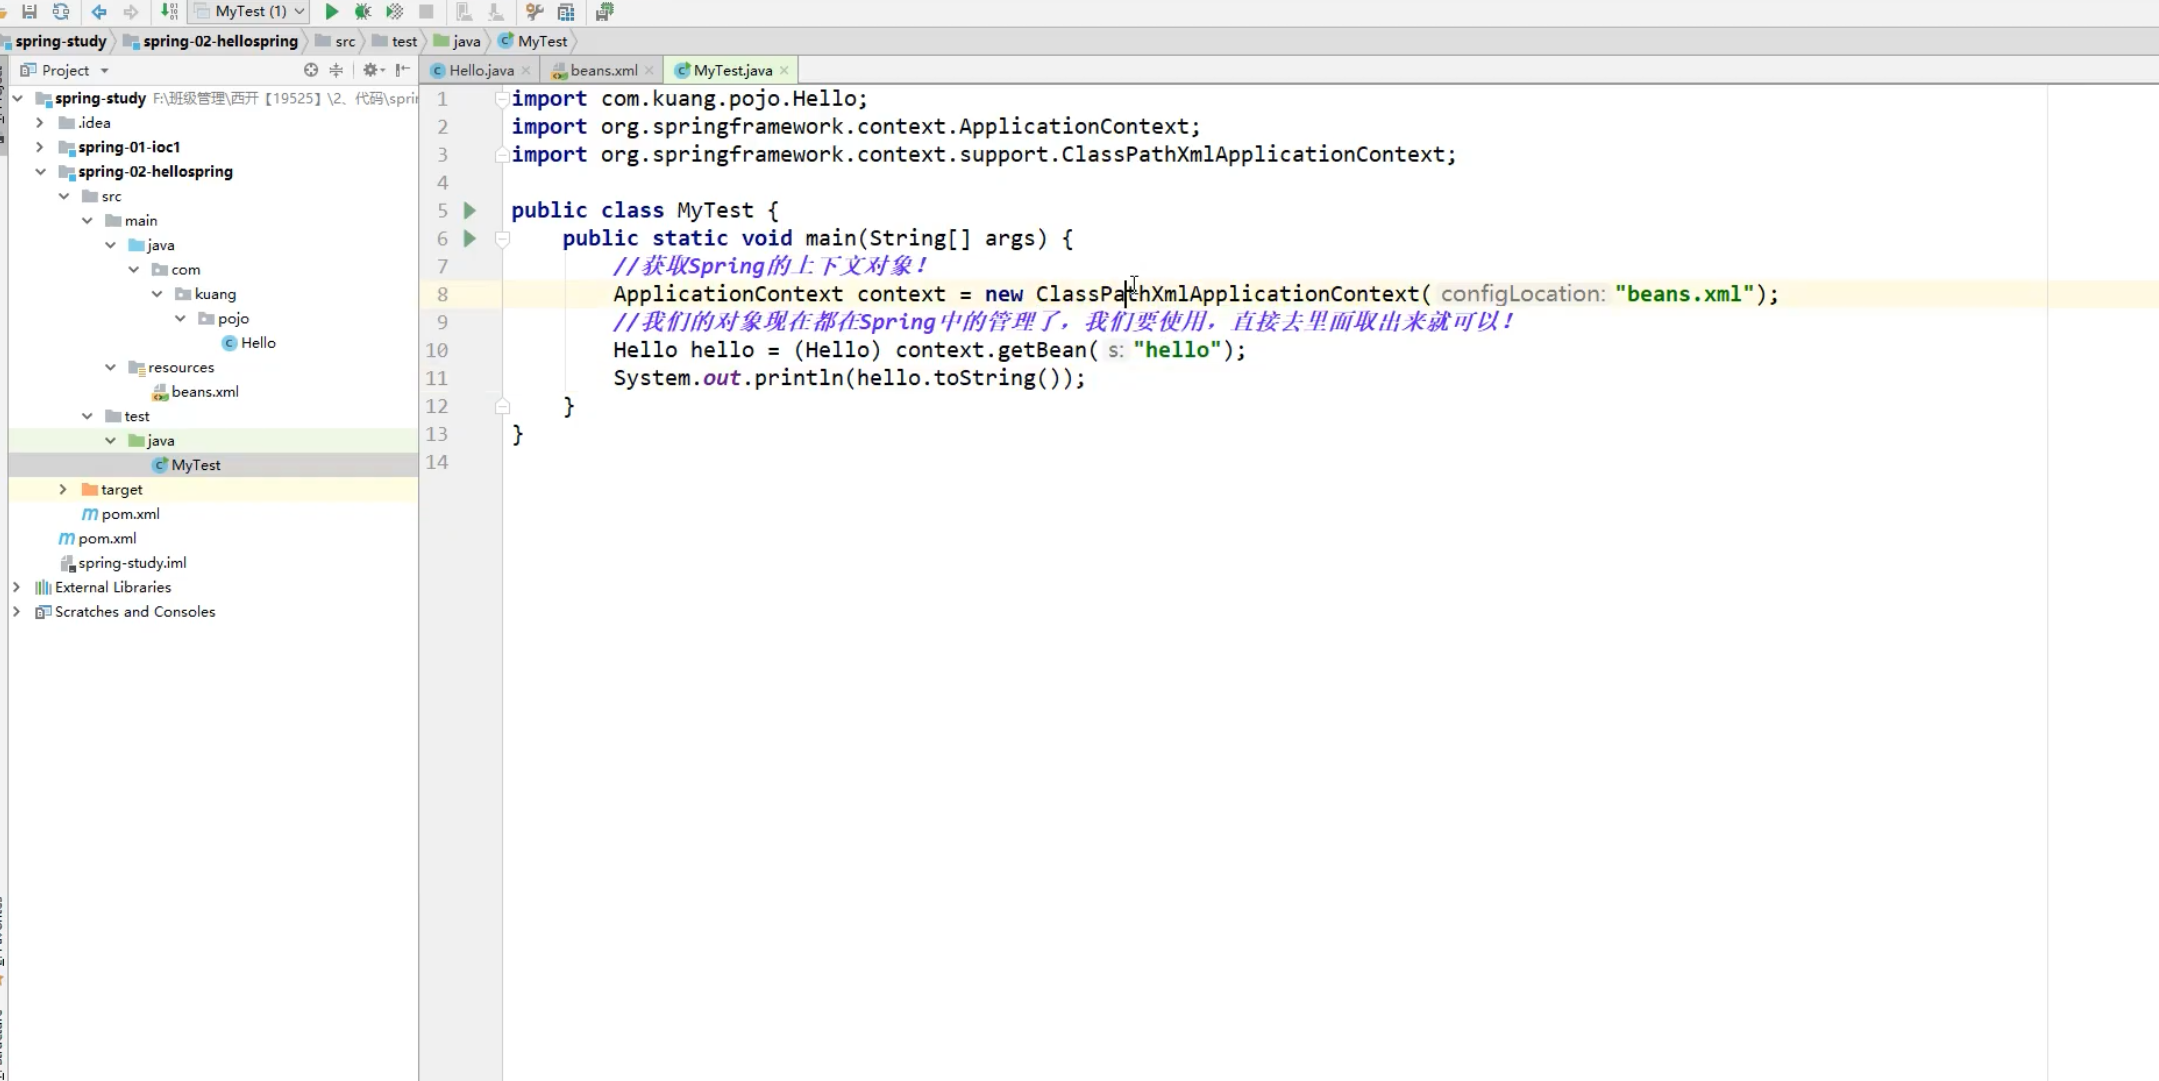 MyTest (1)
spring-study spring-02-hellospring src test java MyTest
Project
Hello.java beans.xml MyTest.java
spring-study F:\班级管理\西开【19525】\2、代码\spri
.idea
spring-01-ioc1
spring-02-hellospring
src
main
java
com
kuang
pojo
Hello
resources
beans.xml
test
java
MyTest
target
pom.xml
pom.xml
spring-study.iml
External Libraries
Scratches and Consoles
1 import com.kuang.pojo.Hello;
2 import org.springframework.context.ApplicationContext;
3 import org.springframework.context.support.ClassPathXmlApplicationContext;
4
5 public class MyTest {
6 public static void main(String[] args) {
7 //获取Spring的上下文对象！
8 ApplicationContext context = new ClassPathXmlApplicationContext( configLocation: "beans.xml");
9 //我们的对象现在都在Spring中的管理了，我们要使用，直接去里面取出来就可以！
10 Hello hello = (Hello) context.getBean( s: "hello");
11 System.out.println(hello.toString());
12 }
13 }
14